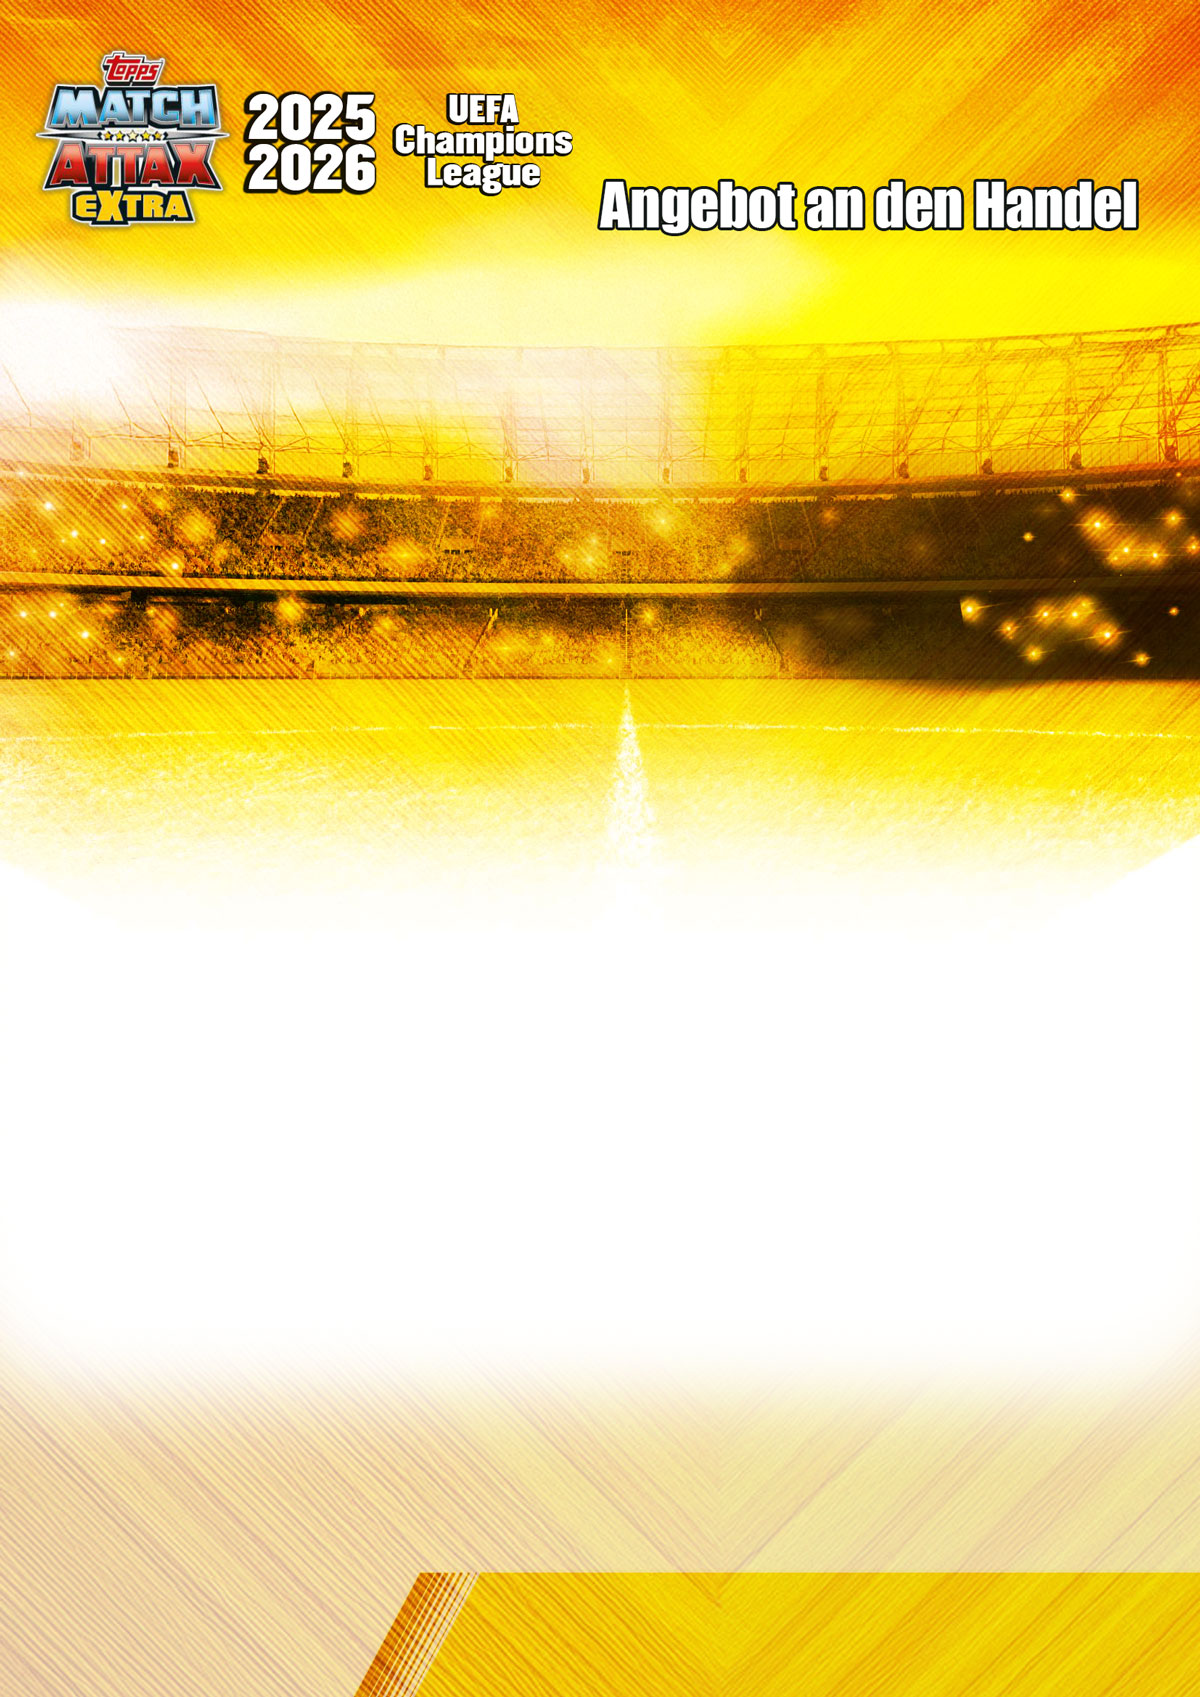 topps
MATCH
ATTAX
EXTRA
2025
2026
UEFA
Champions
League
Angebot an den Handel